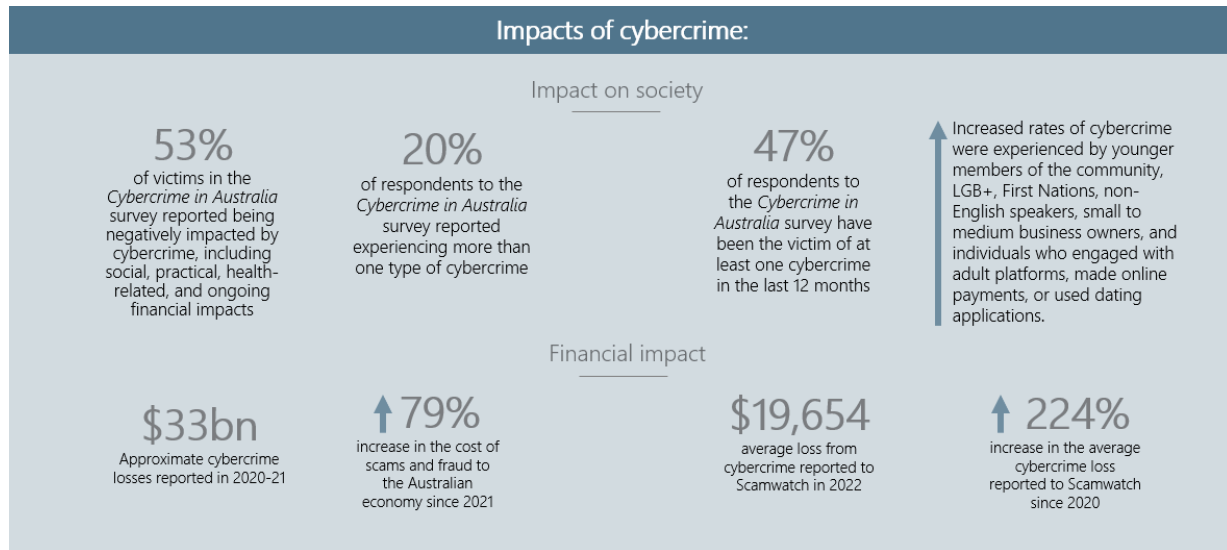 Impacts of cybercrime:
Impact on society
53%
of victims in the
Cybercrime in Australia
survey reported being
negatively impacted by
cybercrime, including
social, practical, health-
related, and ongoing
financial impacts
20%
of respondents to the
Cybercrime in Australia
survey reported
experiencing more than
one type of cybercrime
47%
of respondents to
the Cybercrime in
Australia survey have
been the victim of at
least one cybercrime
in the last 12 months
Increased rates of cybercrime
were experienced by younger
members of the community,
LGB+, First Nations, non-
English speakers, small to
medium business owners, and
individuals who engaged with
adult platforms, made online
payments, or used dating
applications.
Financial impact
$33bn
Approximate cybercrime
losses reported in 2020-21
79%
increase in the cost of
scams and fraud to
the Australian
economy since 2021
$19,654
average loss from
cybercrime reported to
Scamwatch in 2022
224%
increase in the average
cybercrime loss
reported to Scamwatch
since 2020